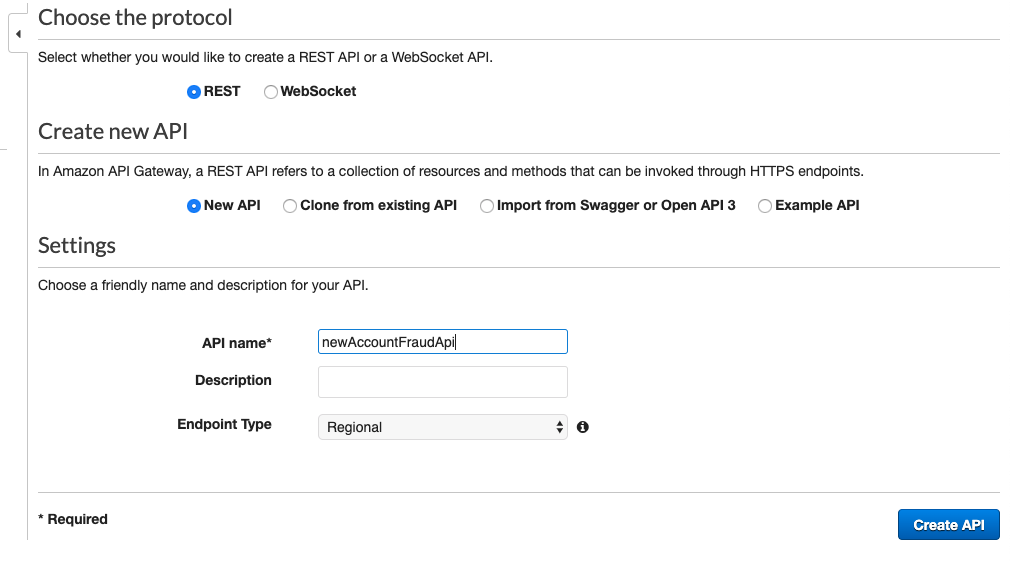 Choose the protocol
Select whether you would like to create a REST API or a WebSocket API.
REST WebSocket
Create new API
In Amazon API Gateway, a REST API refers to a collection of resources and methods that can be invoked through HTTPS endpoints.
New API Clone from existing API Import from Swagger or Open API 3 Example API
Settings
Choose a friendly name and description for your API.
API name* newAccountFraudApi
Description
Endpoint Type Regional
* Required
Create API